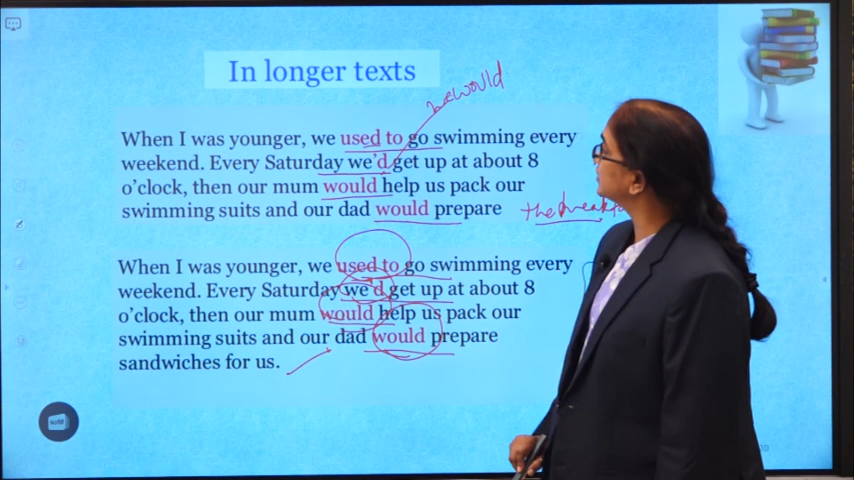 In longer texts
we would
When I was younger, we used to go swimming every
weekend. Every Saturday we'd get up at about 8
o'clock, then our mum would help us pack our
swimming suits and our dad would prepare the
When I was younger, we used to go swimming every
weekend. Every Saturday we'd get up at about 8
o'clock, then our mum would help us pack our
swimming suits and our dad would prepare
sandwiches for us.